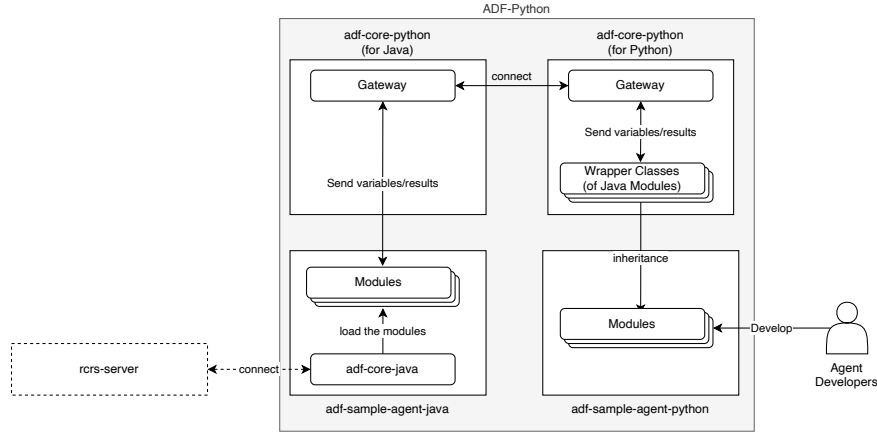 ADF-Python
adf-core-python
(for Java)
adf-core-python
(for Python)
Gateway
connect
Gateway
Send variables/results
Send variables/results
Wrapper Classes
(of Java Modules)
inheritance
Modules
load the modules
Modules
Develop
rcrs-server
connect
adf-core-java
Agent
Developers
adf-sample-agent-java
adf-sample-agent-python